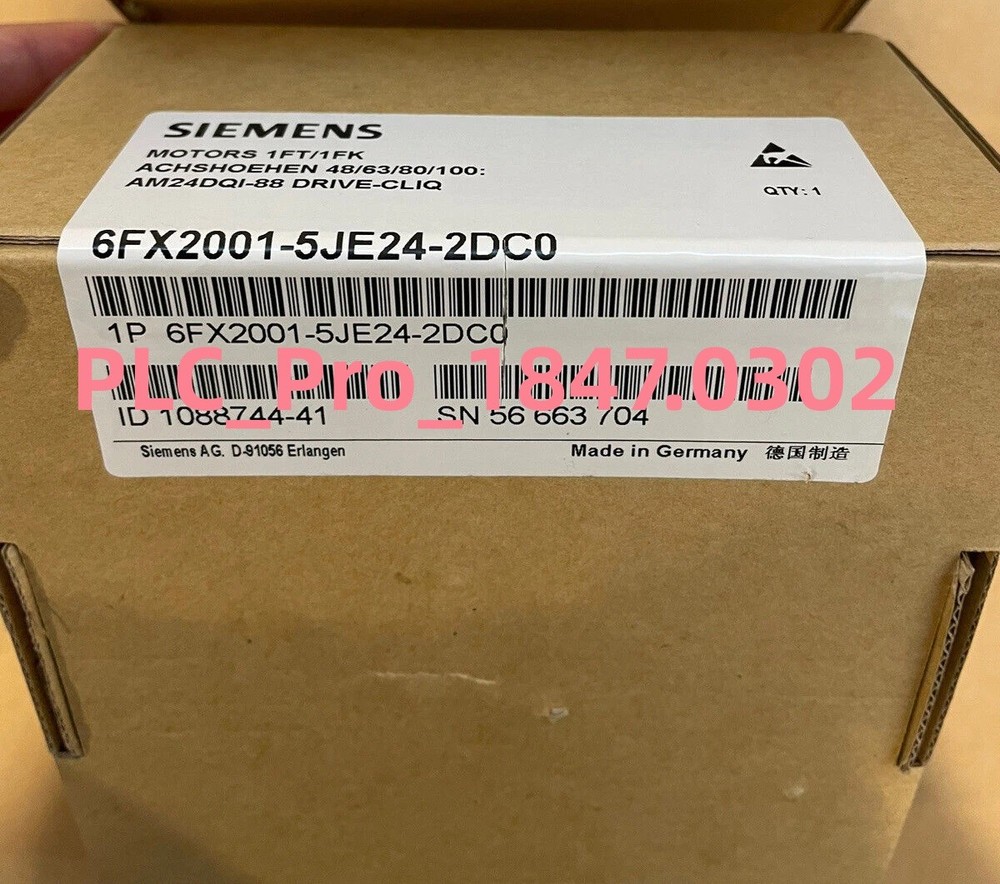 SIEMENS
MOTORS 1FT/1FK
ACHSHOEHEN 48/63/80/100:
AM24DQI-88 DRIVE-CLIQ
QTY: 1
6FX2001-5JE24-2DC0
1P 6FX2001-5JE24-2DC0
PLC_Pro_1847.0302
ID 1088744-41 SN 56 663 704
Siemens AG. D-91056 Erlangen Made in Germany 德国制造